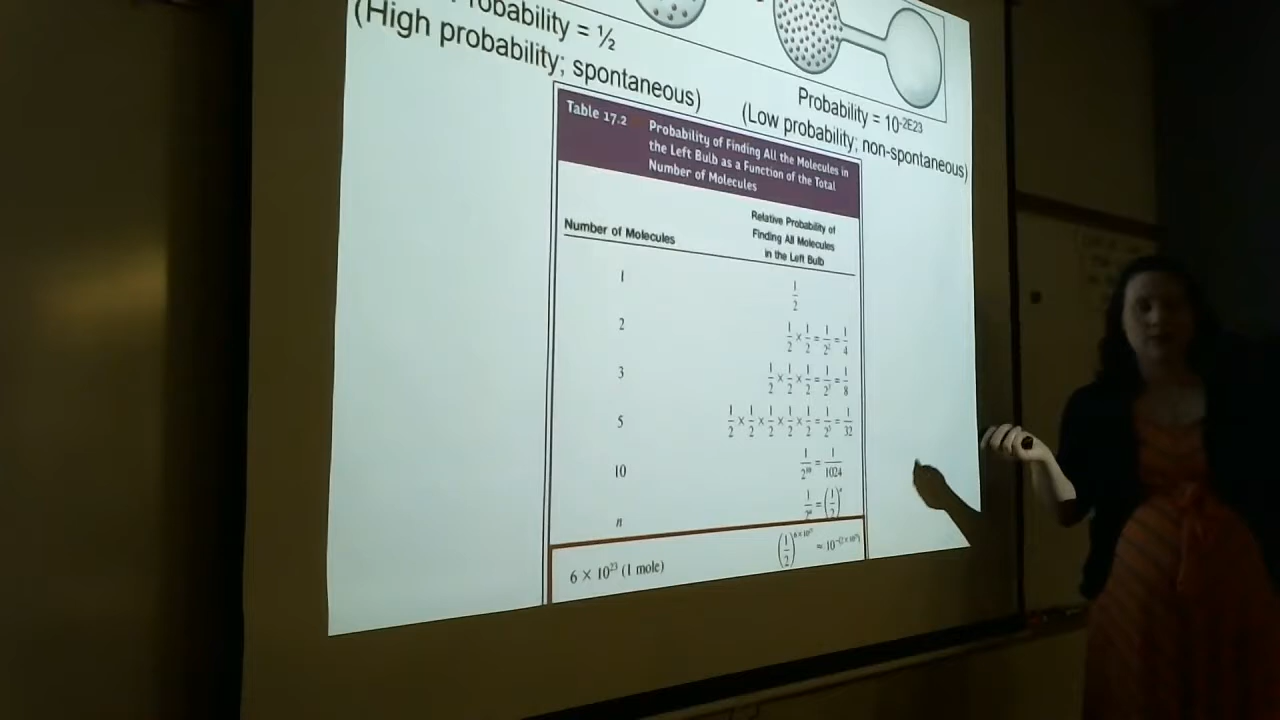 Probability = ½
(High probability; spontaneous)
Probability = 10-2E23
(Low probability; non-spontaneous)
Table 17.2 Probability of Finding All the Molecules in
the Left Bulb as a Function of the Total
Number of Molecules
Number of Molecules
Relative Probability of
Finding All Molecules
in the Left Bulb
1 1/2
2 1/2 × 1/2 = 1/2² = 1/4
3 1/2 × 1/2 × 1/2 = 1/2³ = 1/8
5 1/2 × 1/2 × 1/2 × 1/2 × 1/2 = 1/2⁵ = 1/32
10 1/2¹⁰ = 1/1024
n 1/2ⁿ = (1/2)ⁿ
6 × 10²³ (1 mole) (1/2)^6×10²³ ≈ 10^-(2×10²³)